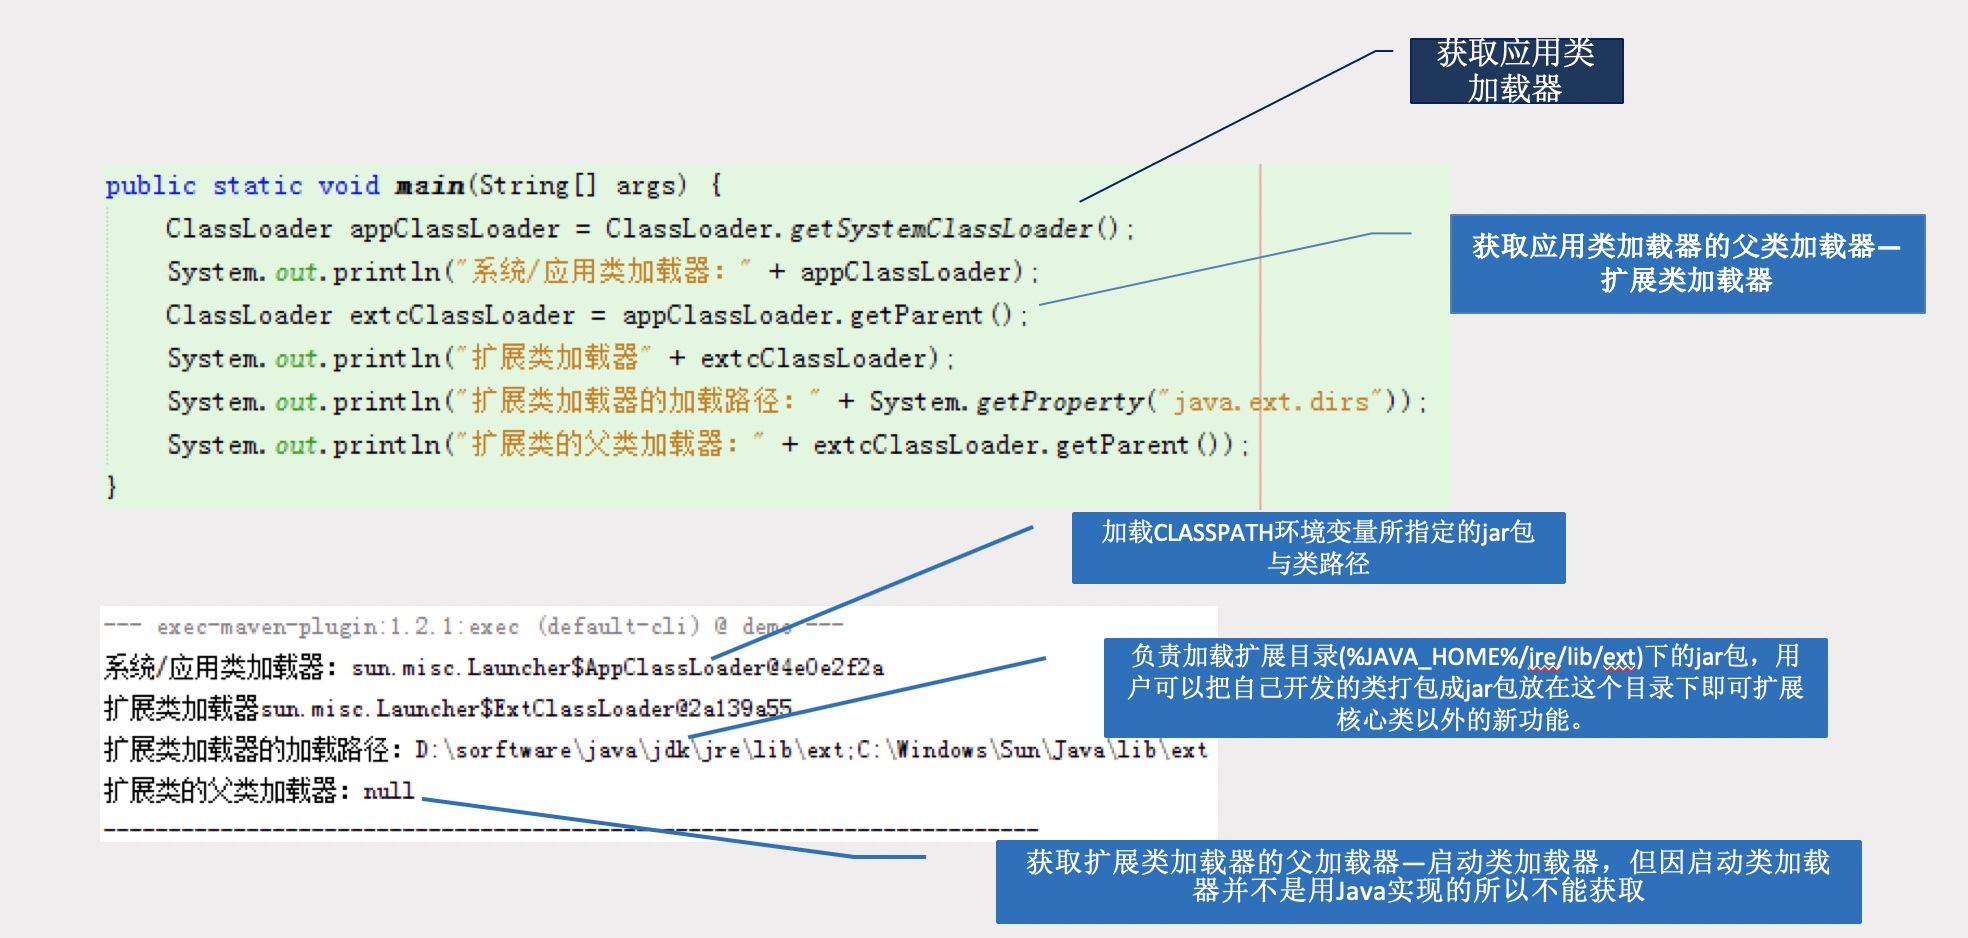 获取应用类
加载器
public static void main(String[] args) {
ClassLoader appClassLoader = ClassLoader.getSystemClassLoader();
System.out.println("系统/应用类加载器：" + appClassLoader);
ClassLoader extcClassLoader = appClassLoader.getParent();
System.out.println("扩展类加载器" + extcClassLoader);
System.out.println("扩展类加载器的加载路径：" + System.getProperty("java.ext.dirs"));
System.out.println("扩展类的父类加载器：" + extcClassLoader.getParent());
}
获取应用类加载器的父类加载器—
扩展类加载器
加载CLASSPATH环境变量所指定的jar包
与类路径
--- exec-maven-plugin:1.2.1:exec (default-cli) @ demo ---
系统/应用类加载器：sun.misc.Launcher$AppClassLoader@4e0e2f2a
扩展类加载器sun.misc.Launcher$ExtClassLoader@2a139a55
扩展类加载器的加载路径：D:\sorftware\java\jdk\jre\lib\ext;C:\Windows\Sun\Java\lib\ext
扩展类的父类加载器：null
------------------------------------------------------------------------
负责加载扩展目录(%JAVA_HOME%/jre/lib/ext)下的jar包，用
户可以把自己开发的类打包成jar包放在这个目录下即可扩展
核心类以外的新功能。
获取扩展类加载器的父加载器—启动类加载器，但因启动类加载
器并不是用Java实现的所以不能获取